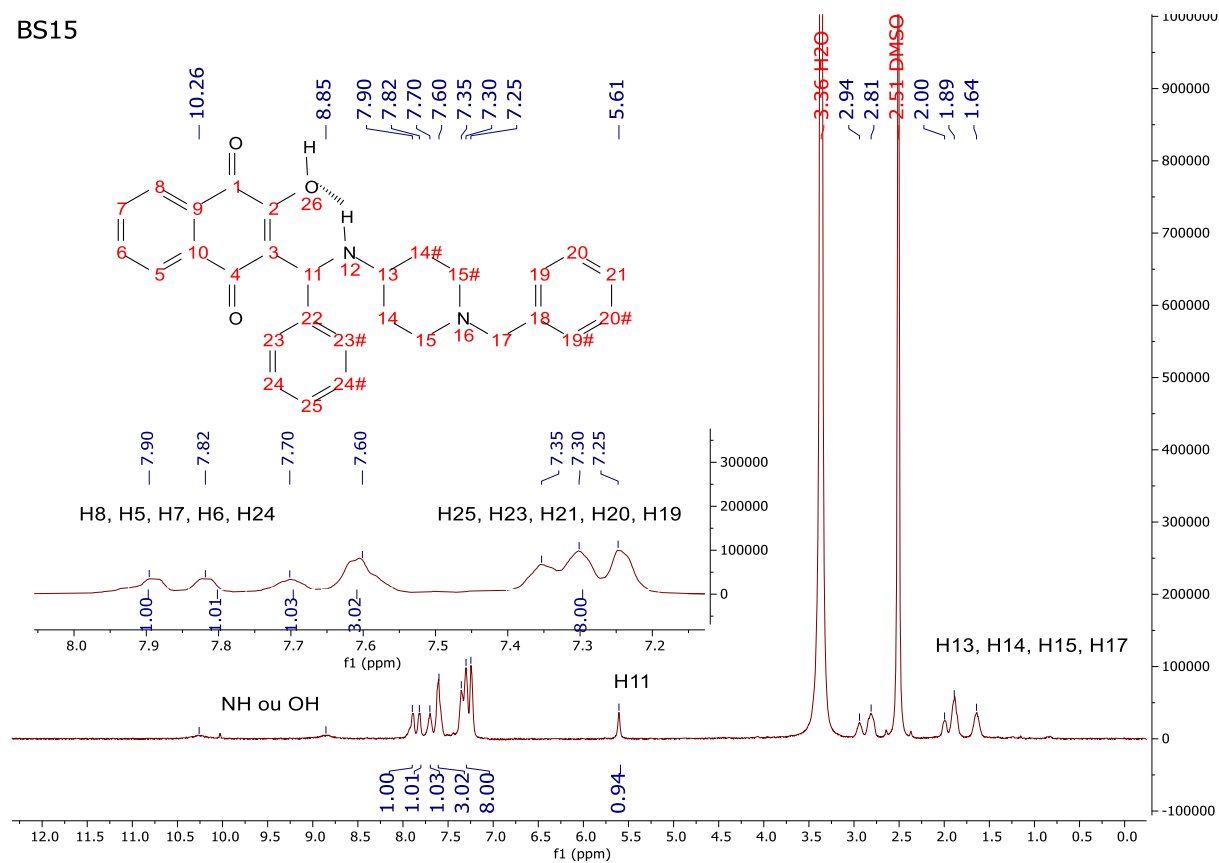 BS15
10.26
8.85
7.90
7.82
7.70
7.60
7.35
7.30
7.25
5.61
3.36 H2O
2.94
2.81
2.51 DMSO
2.00
1.89
1.64
O H
8 1 O
7 9 2 26 H
6 10 3 N 14# 20
5 4 11 12 13 15# 19 21
O 22 14 N 18 20#
23 23# 15 16 17 19#
24 24#
25
7.90 7.82 7.70 7.60 7.35 7.30 7.25
H8, H5, H7, H6, H24 H25, H23, H21, H20, H19
1.00 1.01 1.03 3.02 8.00
8.0 7.9 7.8 7.7 7.6 7.5 7.4 7.3 7.2
f1 (ppm)
300000
200000
100000
0
NH ou OH
H11
H13, H14, H15, H17
1.00 1.01 1.03 3.02 8.00 0.94
12.0 11.5 11.0 10.5 10.0 9.5 9.0 8.5 8.0 7.5 7.0 6.5 6.0 5.5 5.0 4.5 4.0 3.5 3.0 2.5 2.0 1.5 1.0 0.5 0.0
f1 (ppm)
1000000
900000
800000
700000
600000
500000
400000
300000
200000
100000
0
-100000